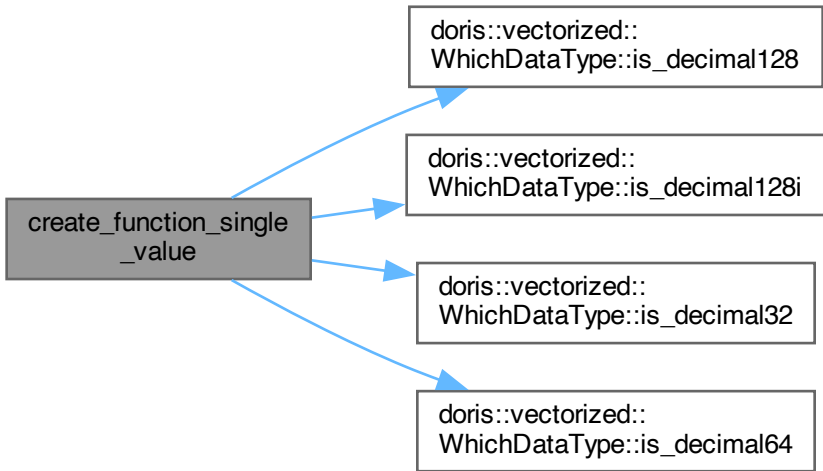 doris::vectorized::
WhichDataType::is_decimal128
doris::vectorized::
WhichDataType::is_decimal128i
create_function_single
_value
doris::vectorized::
WhichDataType::is_decimal32
doris::vectorized::
WhichDataType::is_decimal64